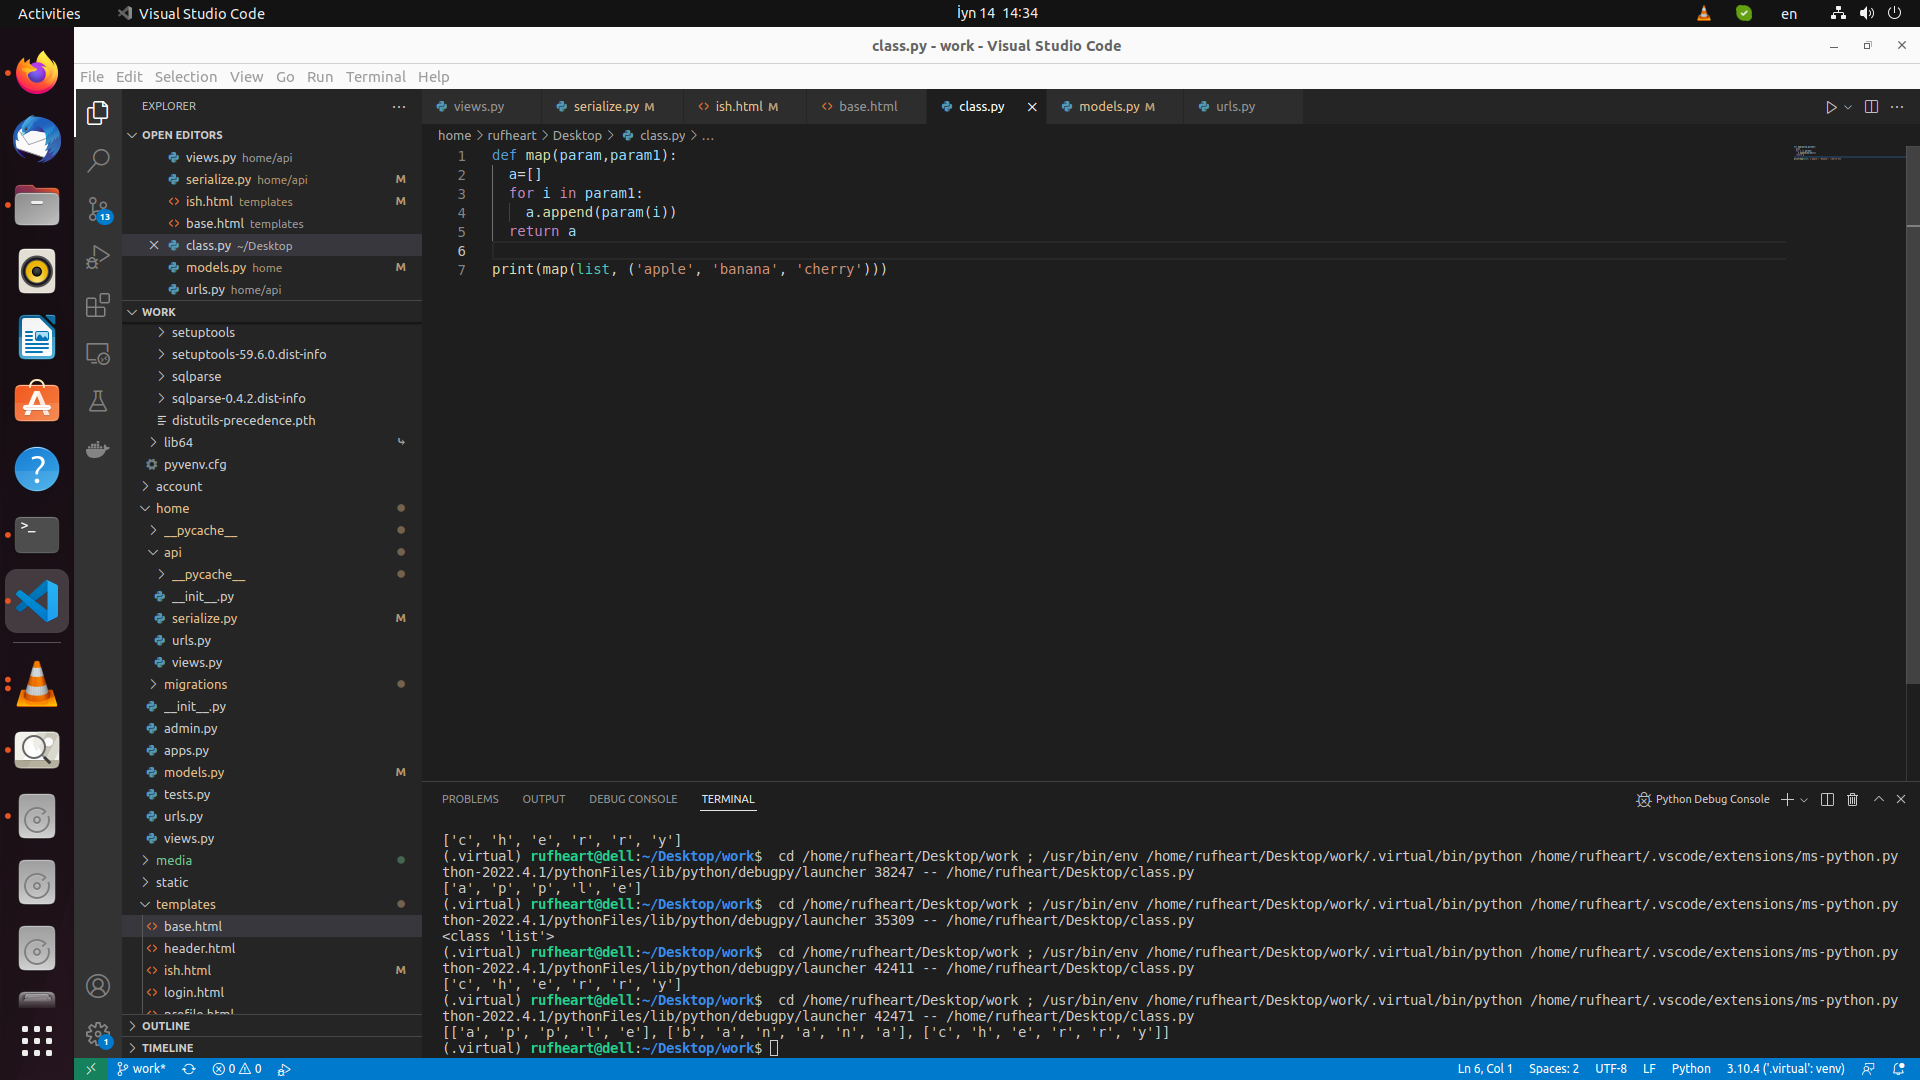 Activities
Visual Studio Code
İyn 14 14:34
en
class.py - work - Visual Studio Code
File Edit Selection View Go Run Terminal Help
EXPLORER
OPEN EDITORS
views.py home/api
serialize.py home/api M
ish.html templates M
base.html templates
class.py ~/Desktop
models.py home M
urls.py home/api
WORK
setuptools
setuptools-59.6.0.dist-info
sqlparse
sqlparse-0.4.2.dist-info
distutils-precedence.pth
lib64
pyvenv.cfg
account
home
__pycache__
api
__pycache__
__init__.py
serialize.py M
urls.py
views.py
migrations
__init__.py
admin.py
apps.py
models.py M
tests.py
urls.py
views.py
media
static
templates
base.html
header.html
ish.html M
login.html
profile.html
OUTLINE
TIMELINE
13
1
views.py serialize.py M ish.html M base.html class.py models.py M urls.py
home > rufheart > Desktop > class.py > ...
1 def map(param,param1):
2 a=[]
3 for i in param1:
4 a.append(param(i))
5 return a
6
7 print(map(list, ('apple', 'banana', 'cherry')))
PROBLEMS OUTPUT DEBUG CONSOLE TERMINAL
Python Debug Console
['c', 'h', 'e', 'r', 'r', 'y']
(.virtual) rufheart@dell:~/Desktop/work$ cd /home/rufheart/Desktop/work ; /usr/bin/env /home/rufheart/Desktop/work/.virtual/bin/python /home/rufheart/.vscode/extensions/ms-python.py
thon-2022.4.1/pythonFiles/lib/python/debugpy/launcher 38247 -- /home/rufheart/Desktop/class.py
['a', 'p', 'p', 'l', 'e']
(.virtual) rufheart@dell:~/Desktop/work$ cd /home/rufheart/Desktop/work ; /usr/bin/env /home/rufheart/Desktop/work/.virtual/bin/python /home/rufheart/.vscode/extensions/ms-python.py
thon-2022.4.1/pythonFiles/lib/python/debugpy/launcher 35309 -- /home/rufheart/Desktop/class.py
<class 'list'>
(.virtual) rufheart@dell:~/Desktop/work$ cd /home/rufheart/Desktop/work ; /usr/bin/env /home/rufheart/Desktop/work/.virtual/bin/python /home/rufheart/.vscode/extensions/ms-python.py
thon-2022.4.1/pythonFiles/lib/python/debugpy/launcher 42411 -- /home/rufheart/Desktop/class.py
['c', 'h', 'e', 'r', 'r', 'y']
(.virtual) rufheart@dell:~/Desktop/work$ cd /home/rufheart/Desktop/work ; /usr/bin/env /home/rufheart/Desktop/work/.virtual/bin/python /home/rufheart/.vscode/extensions/ms-python.py
thon-2022.4.1/pythonFiles/lib/python/debugpy/launcher 42471 -- /home/rufheart/Desktop/class.py
[['a', 'p', 'p', 'l', 'e'], ['b', 'a', 'n', 'a', 'n', 'a'], ['c', 'h', 'e', 'r', 'r', 'y']]
(.virtual) rufheart@dell:~/Desktop/work$
work* 0 0
Ln 6, Col 1 Spaces: 2 UTF-8 LF Python 3.10.4 ('.virtual': venv)